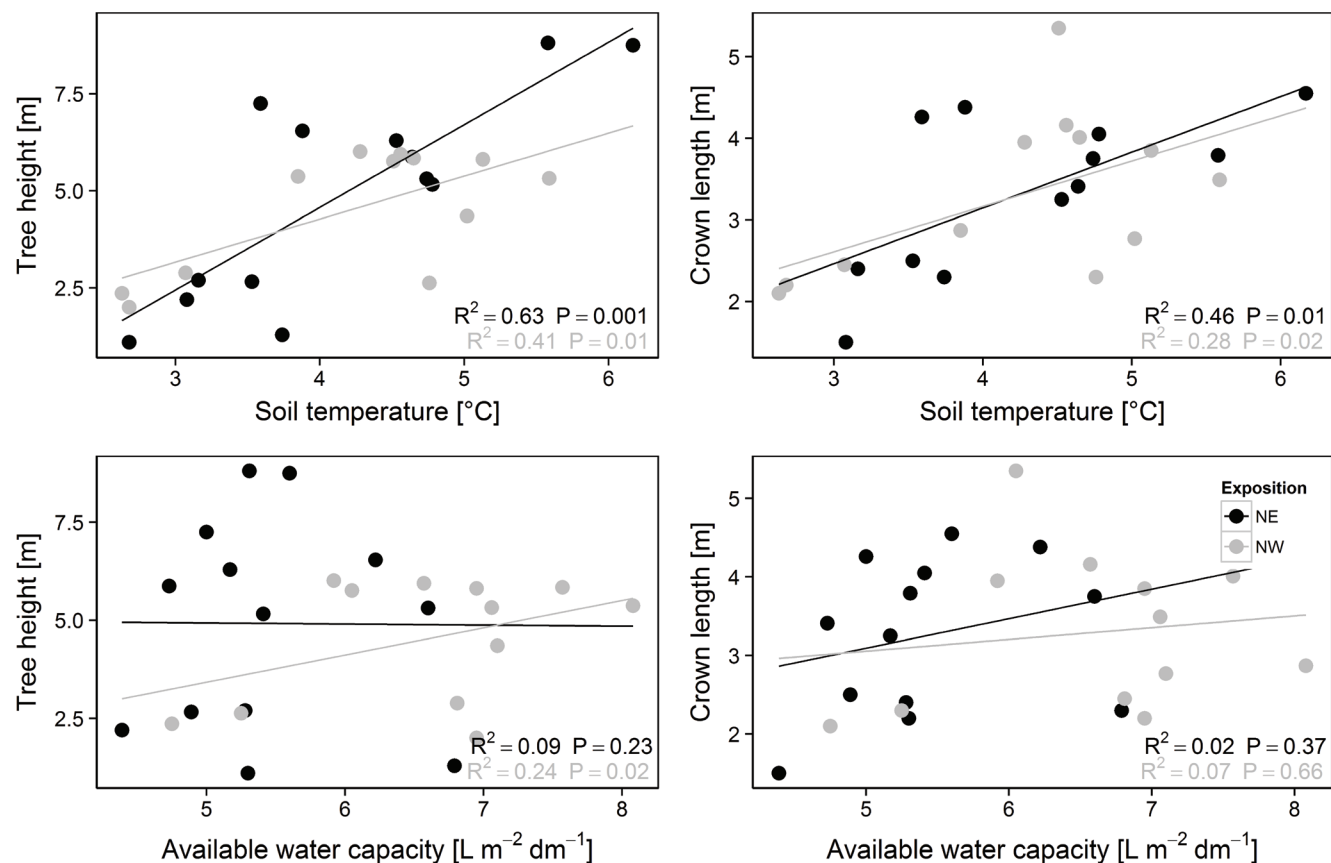 Tree height [m]
7.5
5.0
2.5
R² = 0.63 P = 0.001
R² = 0.41 P = 0.01
3 4 5 6
Soil temperature [°C]
Crown length [m]
5
4
3
2
R² = 0.46 P = 0.01
R² = 0.28 P = 0.02
3 4 5 6
Soil temperature [°C]
Tree height [m]
7.5
5.0
2.5
R² = 0.09 P = 0.23
R² = 0.24 P = 0.02
5 6 7 8
Available water capacity [L m⁻² dm⁻¹]
Crown length [m]
5
4
3
2
Exposition
NE
NW
R² = 0.02 P = 0.37
R² = 0.07 P = 0.66
5 6 7 8
Available water capacity [L m⁻² dm⁻¹]